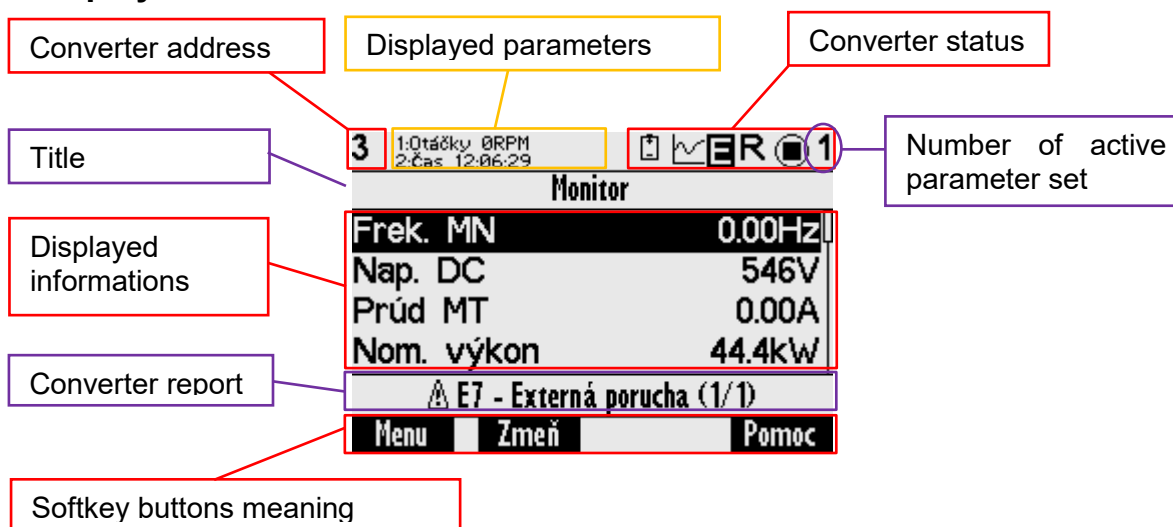 Converter address
Displayed parameters
Converter status
Title
3
1:Otáčky 0RPM
2:Čas 12:06:29
E R 1
Number of active
parameter set
Monitor
Displayed
informations
Frek. MN 0.00Hz
Nap. DC 546V
Prúd MT 0.00A
Nom. výkon 44.4kW
Converter report
E7 - Externá porucha (1/1)
Menu Zmeň Pomoc
Softkey buttons meaning